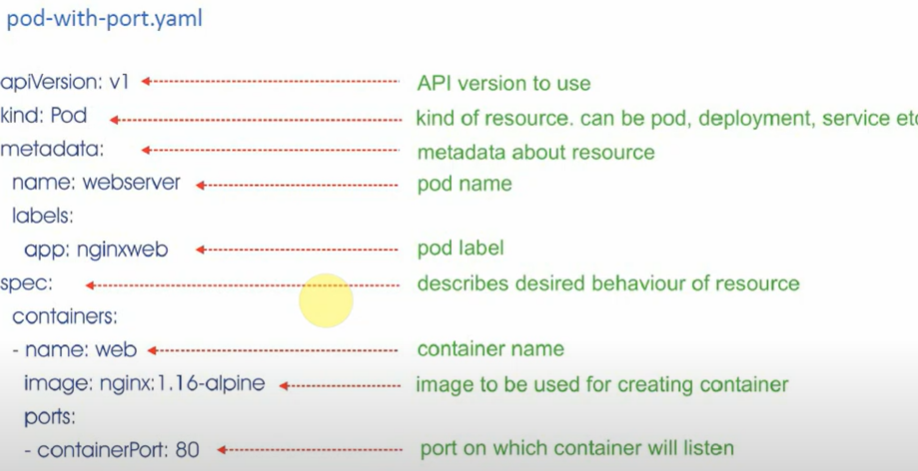 pod-with-port.yaml
apiVersion: v1 API version to use
kind: Pod kind of resource. can be pod, deployment, service etc
metadata: metadata about resource
name: webserver pod name
labels:
app: nginxweb pod label
spec: describes desired behaviour of resource
containers:
- name: web container name
image: nginx:1.16-alpine image to be used for creating container
ports:
- containerPort: 80 port on which container will listen